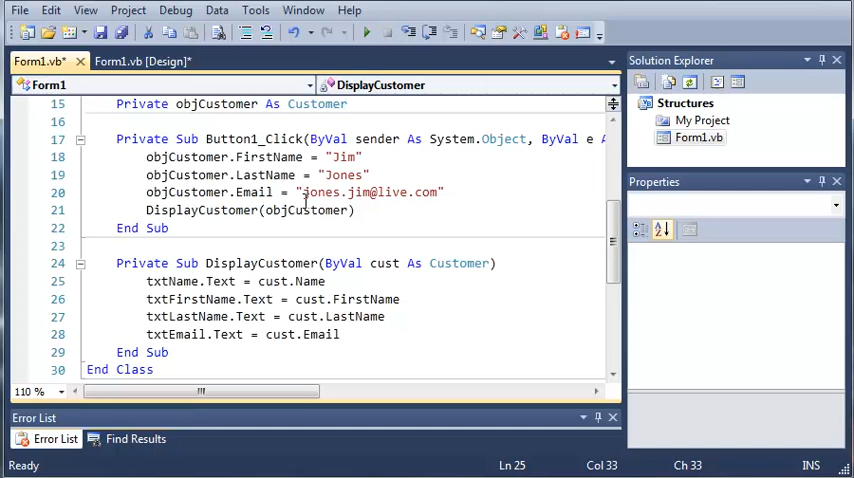 File Edit View Project Debug Data Tools Window Help
Form1.vb* Form1.vb [Design]*
Form1 DisplayCustomer
15 Private objCustomer As Customer
16
17 Private Sub Button1_Click(ByVal sender As System.Object, ByVal e A
18 objCustomer.FirstName = "Jim"
19 objCustomer.LastName = "Jones"
20 objCustomer.Email = "jones.jim@live.com"
21 DisplayCustomer(objCustomer)
22 End Sub
23
24 Private Sub DisplayCustomer(ByVal cust As Customer)
25 txtName.Text = cust.Name
26 txtFirstName.Text = cust.FirstName
27 txtLastName.Text = cust.LastName
28 txtEmail.Text = cust.Email
29 End Sub
30 End Class
110 %
Solution Explorer
Structures
My Project
Form1.vb
Properties
Error List
Error List Find Results
Ready Ln 25 Col 33 Ch 33 INS